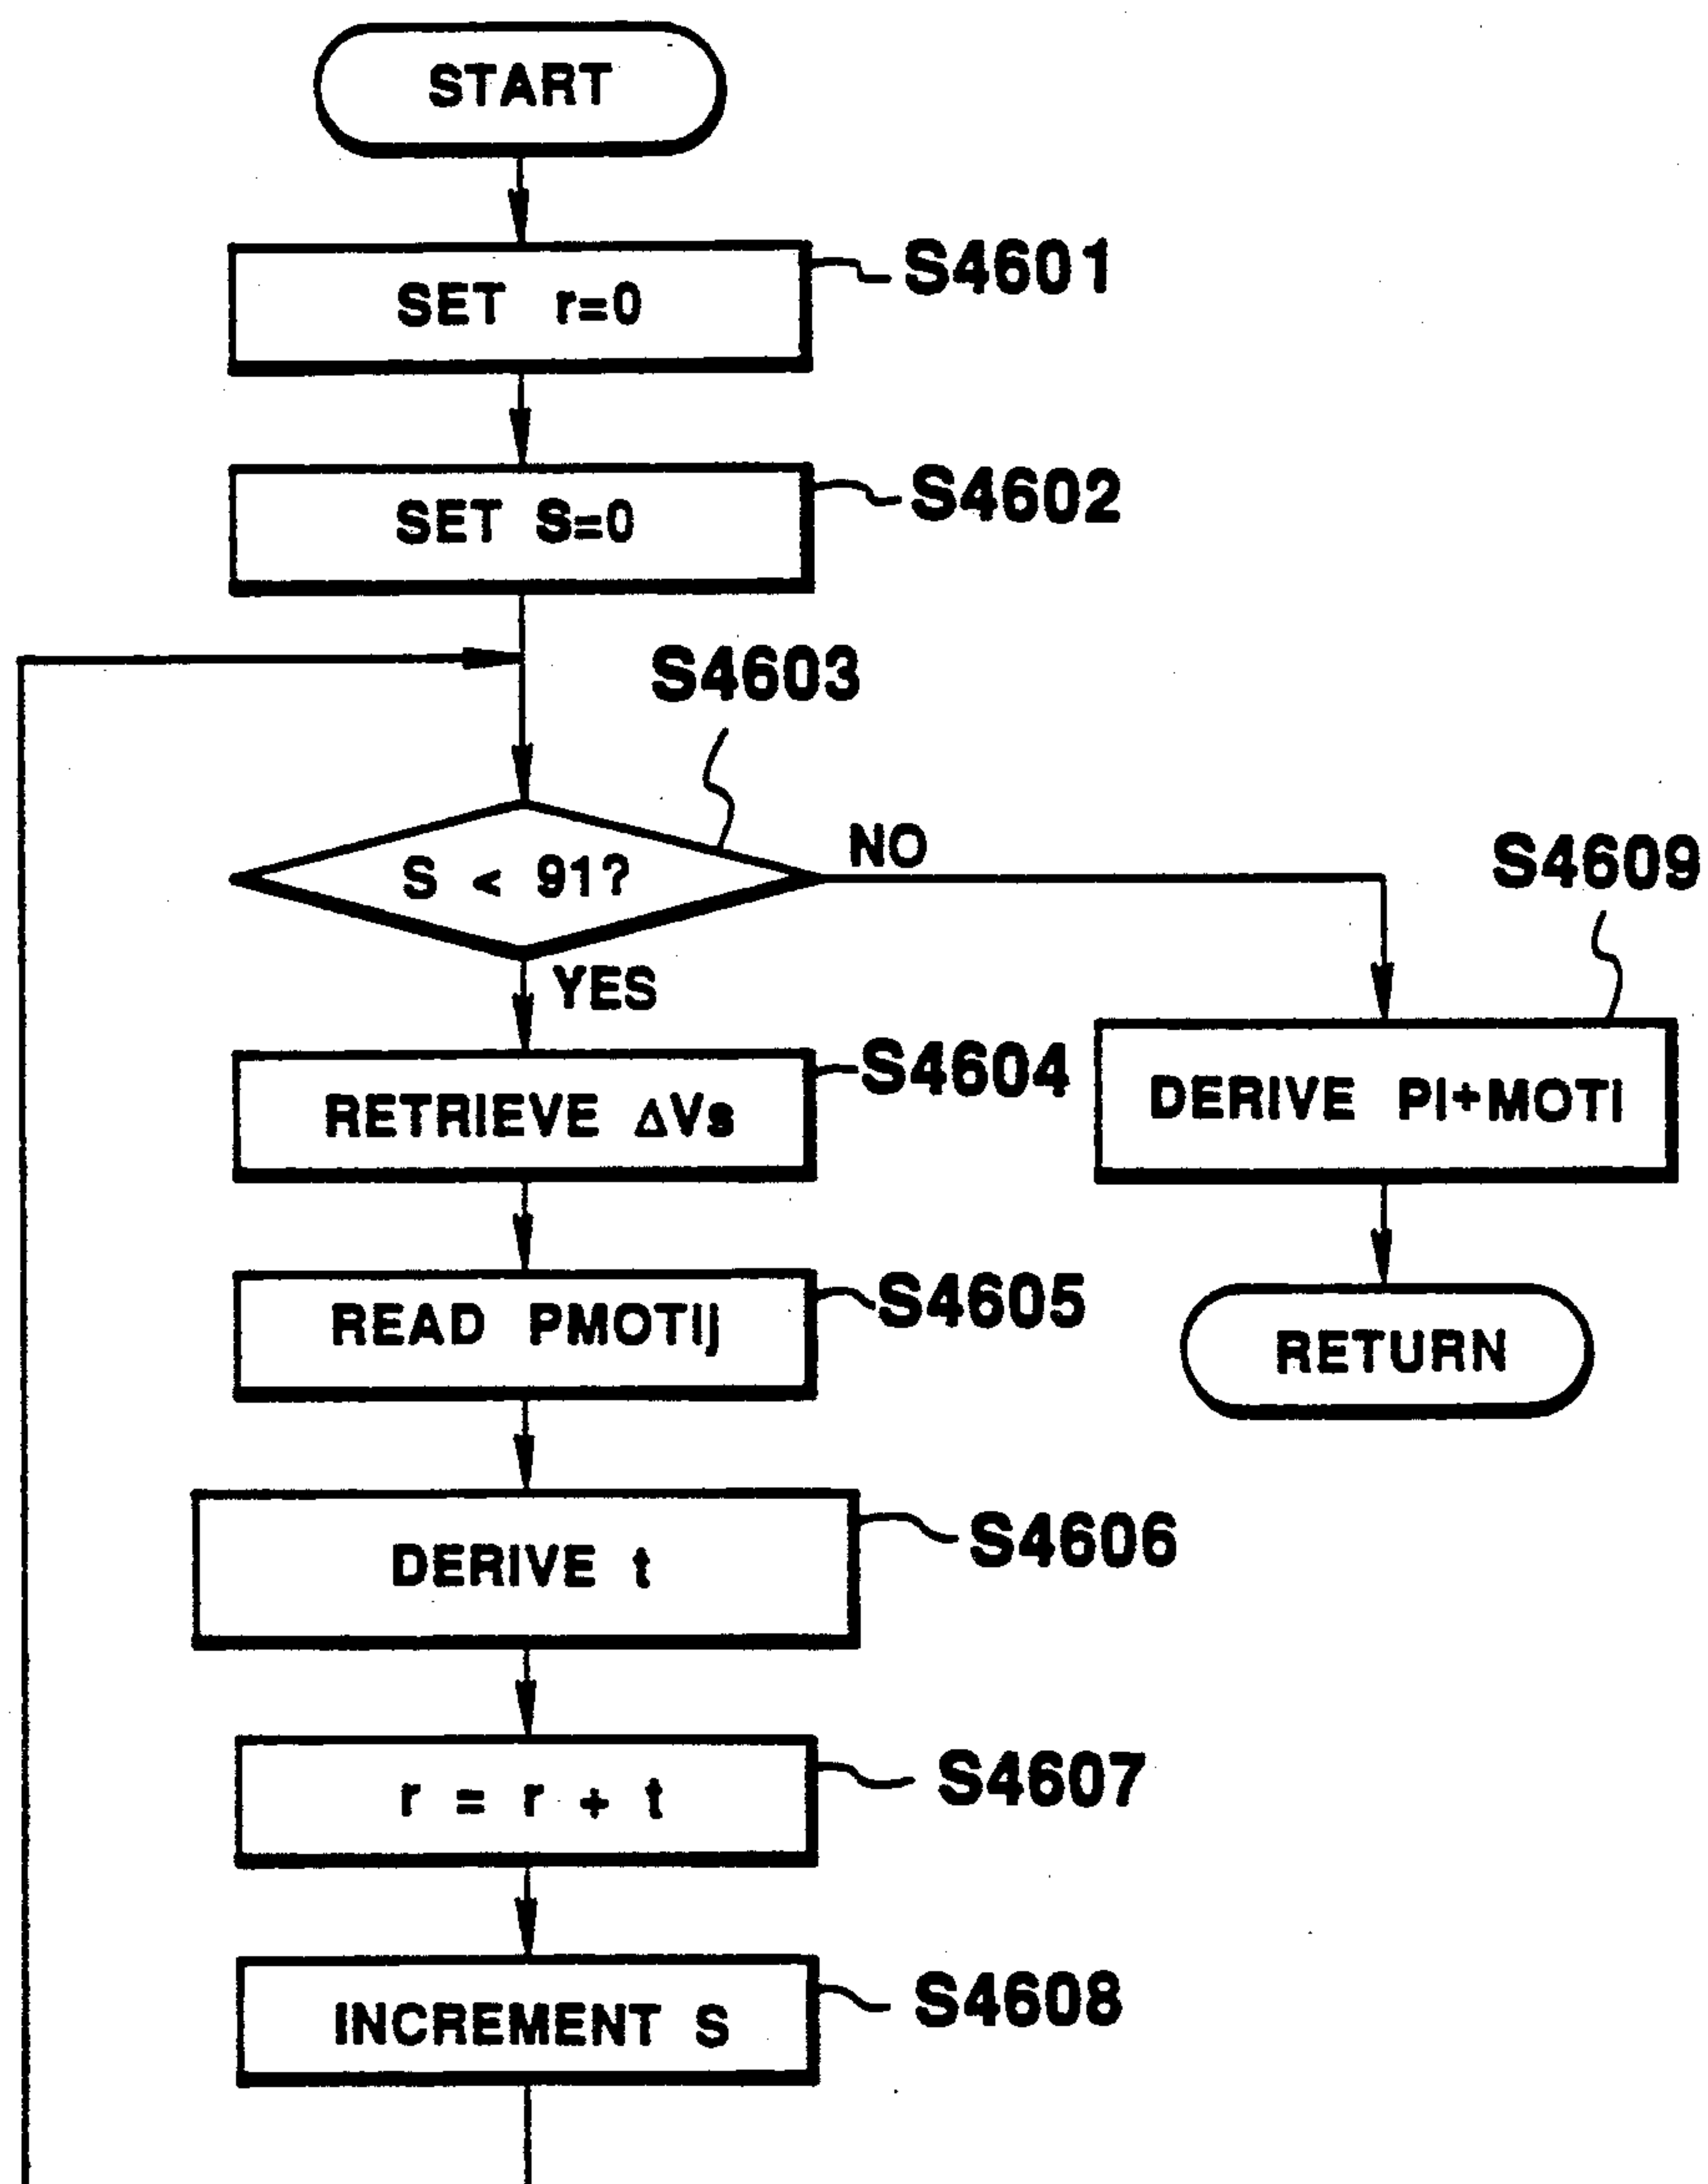 START
SET r=0
S4601
SET S=0
S4602
S4603
S < 91?
NO
YES
S4609
RETRIEVE ΔVs
S4604
DERIVE PI+MOTI
READ PMOTIj
S4605
RETURN
DERIVE t
S4606
r = r + t
S4607
INCREMENT S
S4608